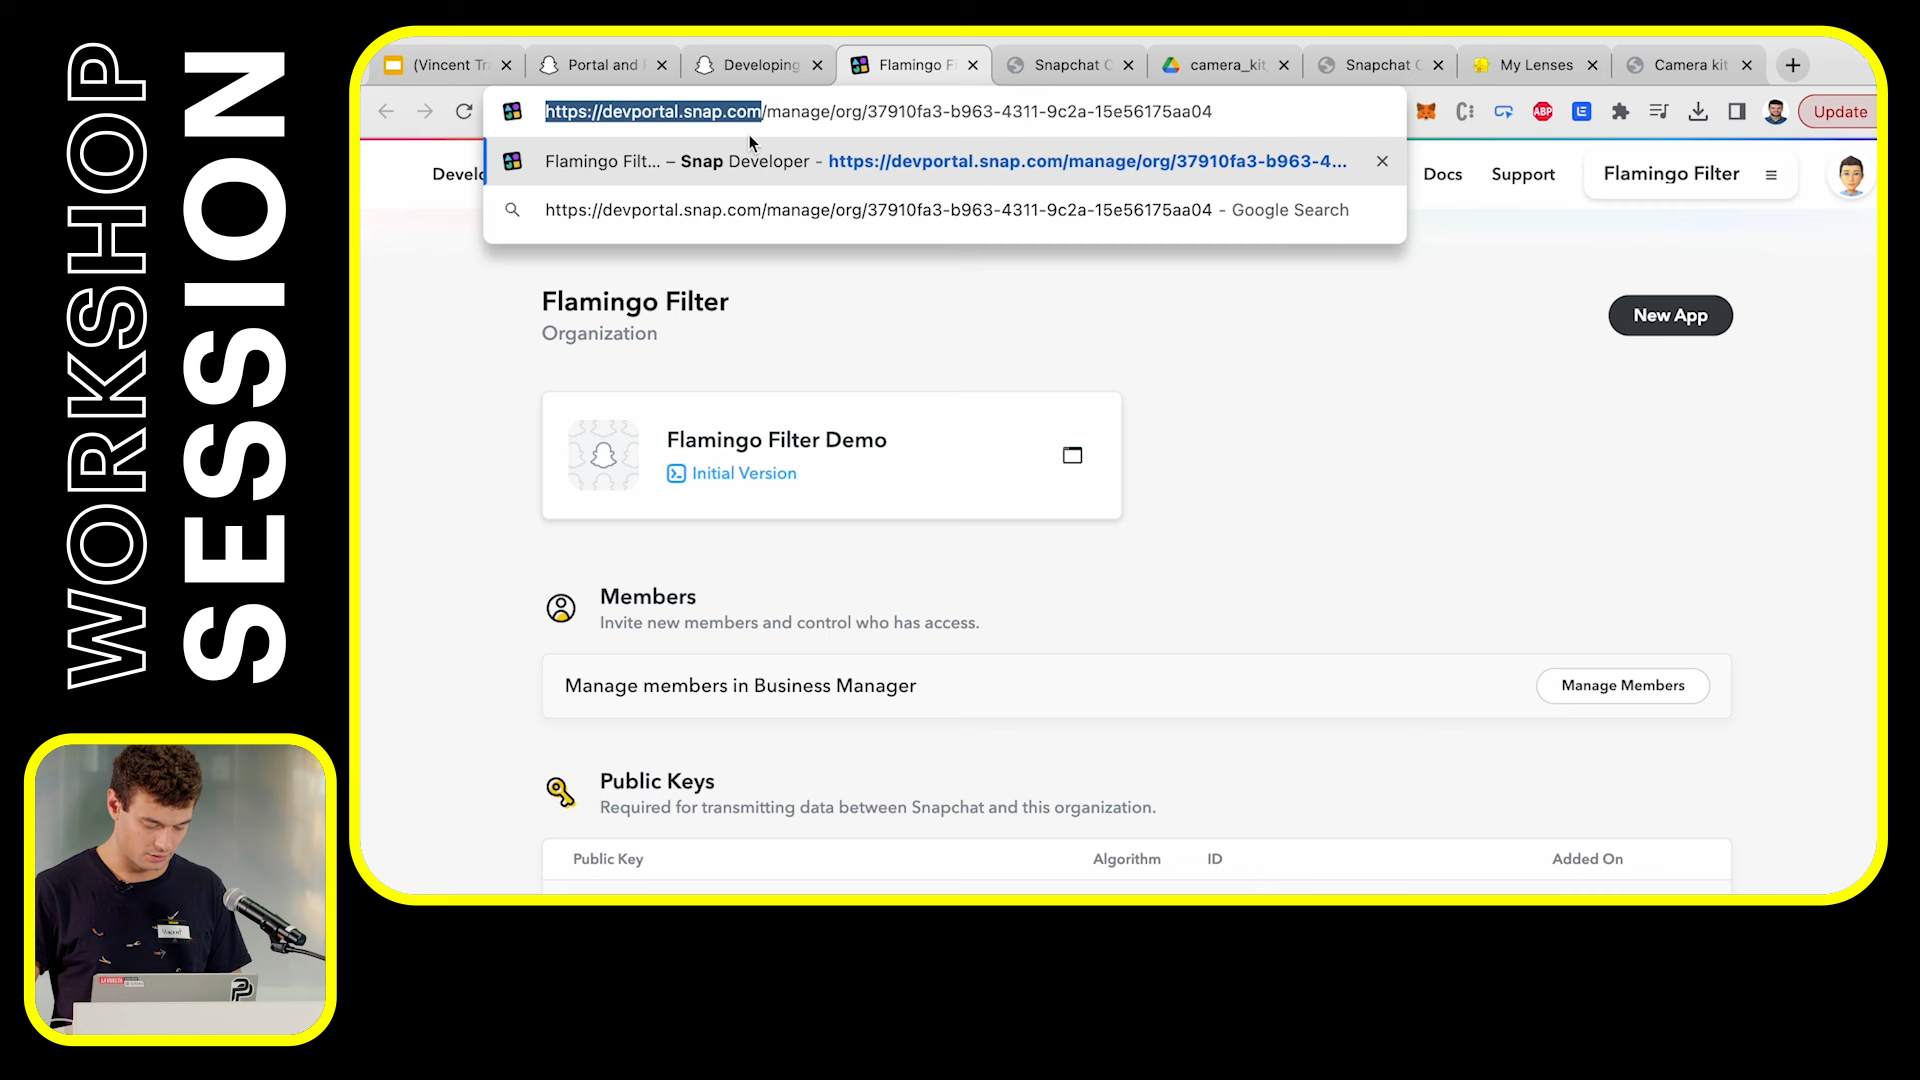 WORKSHOP
SESSION
(Vincent Tr
Portal and
Developing
Flamingo Fi
Snapchat C
camera_kit
Snapchat C
My Lenses
Camera kit
https://devportal.snap.com/manage/org/37910fa3-b963-4311-9c2a-15e56175aa04
ABP
Update
Flamingo Filt... – Snap Developer - https://devportal.snap.com/manage/org/37910fa3-b963-4...
https://devportal.snap.com/manage/org/37910fa3-b963-4311-9c2a-15e56175aa04 - Google Search
Develo
Docs
Support
Flamingo Filter
Flamingo Filter
Organization
New App
Flamingo Filter Demo
Initial Version
Members
Invite new members and control who has access.
Manage members in Business Manager
Manage Members
Public Keys
Required for transmitting data between Snapchat and this organization.
Public Key
Algorithm
ID
Added On
Vincent